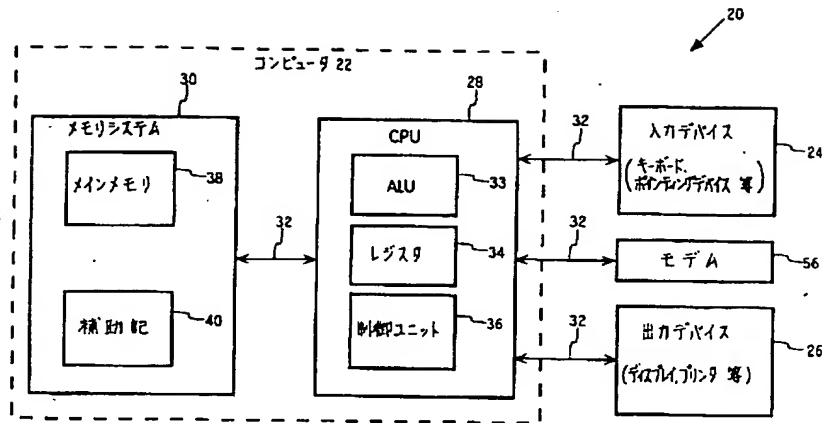 20
コンピュータ 22
30
メモリシステム
メインメモリ
38
補助記
40
32
28
CPU
ALU
33
レジスタ
34
制御ユニット
36
32
入力デバイス
(キーボード、
ポインティングデバイス 等)
24
32
モデム
56
32
出力デバイス
(ディスプレイ、プリンタ 等)
26